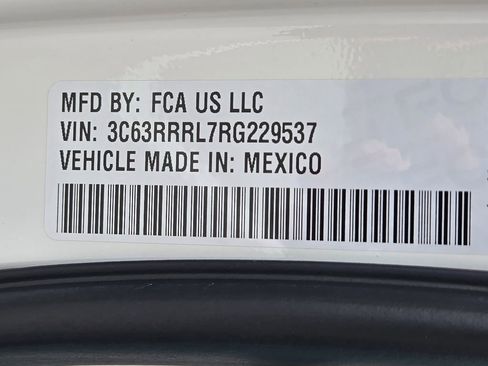 MFD BY: FCA US LLC
VIN: 3C63RRRL7RG229537
VEHICLE MADE IN: MEXICO